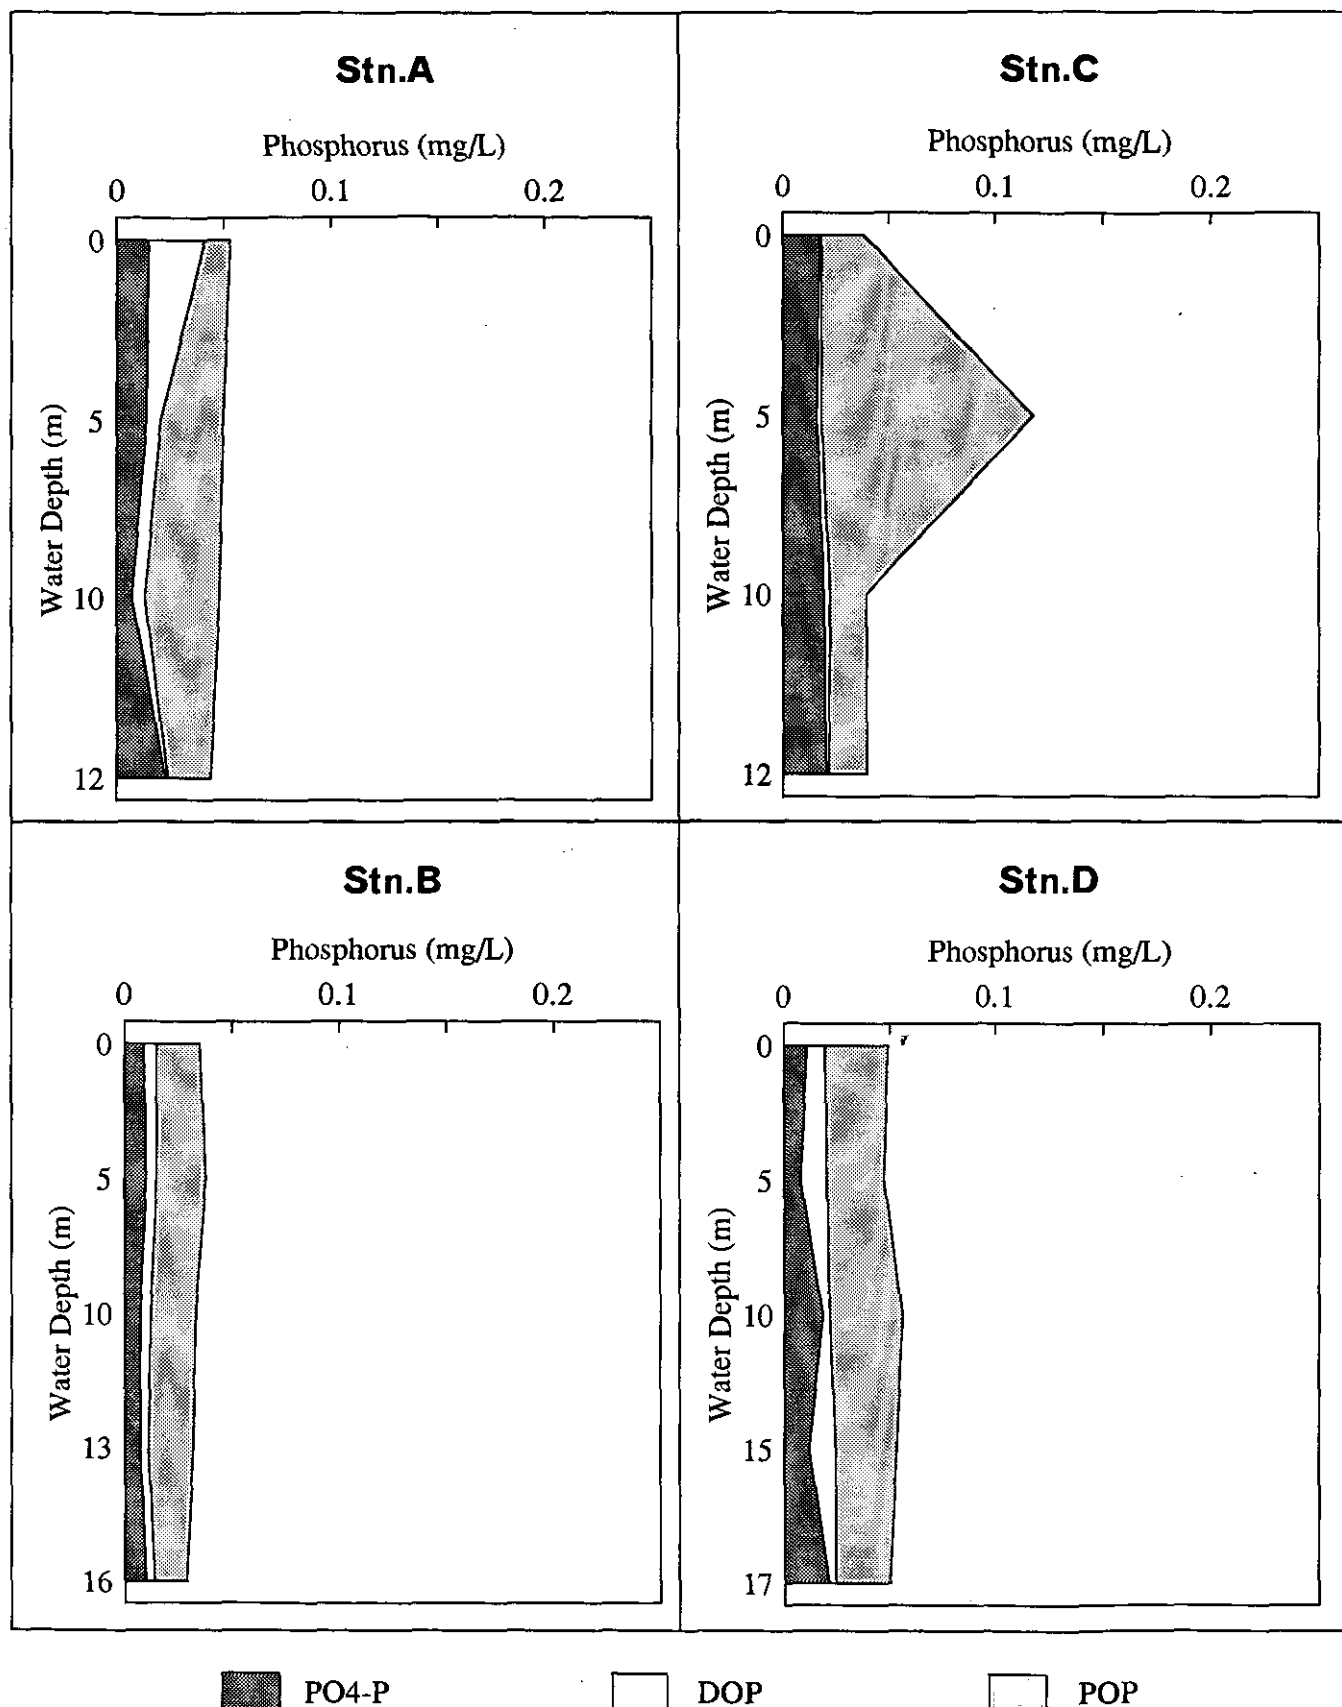 Stn.A
Phosphorus (mg/L)
0 0.1 0.2
Water Depth (m)
0
5
10
12
Stn.C
Phosphorus (mg/L)
0 0.1 0.2
Water Depth (m)
0
5
10
12
Stn.B
Phosphorus (mg/L)
0 0.1 0.2
Water Depth (m)
0
5
10
13
16
Stn.D
Phosphorus (mg/L)
0 0.1 0.2
Water Depth (m)
0
5
10
15
17
PO4-P DOP POP